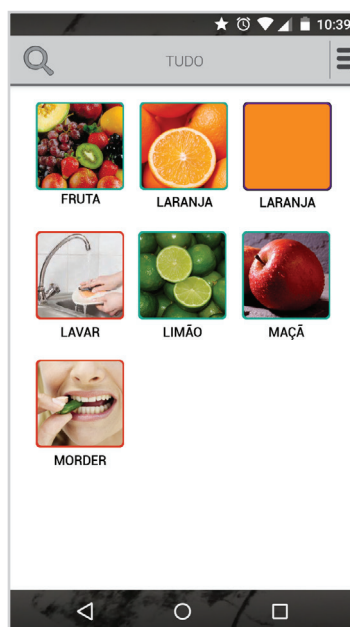 10:39
TUDO
FRUTA
LARANJA
LARANJA
LAVAR
LIMÃO
MAÇÃ
MORDER